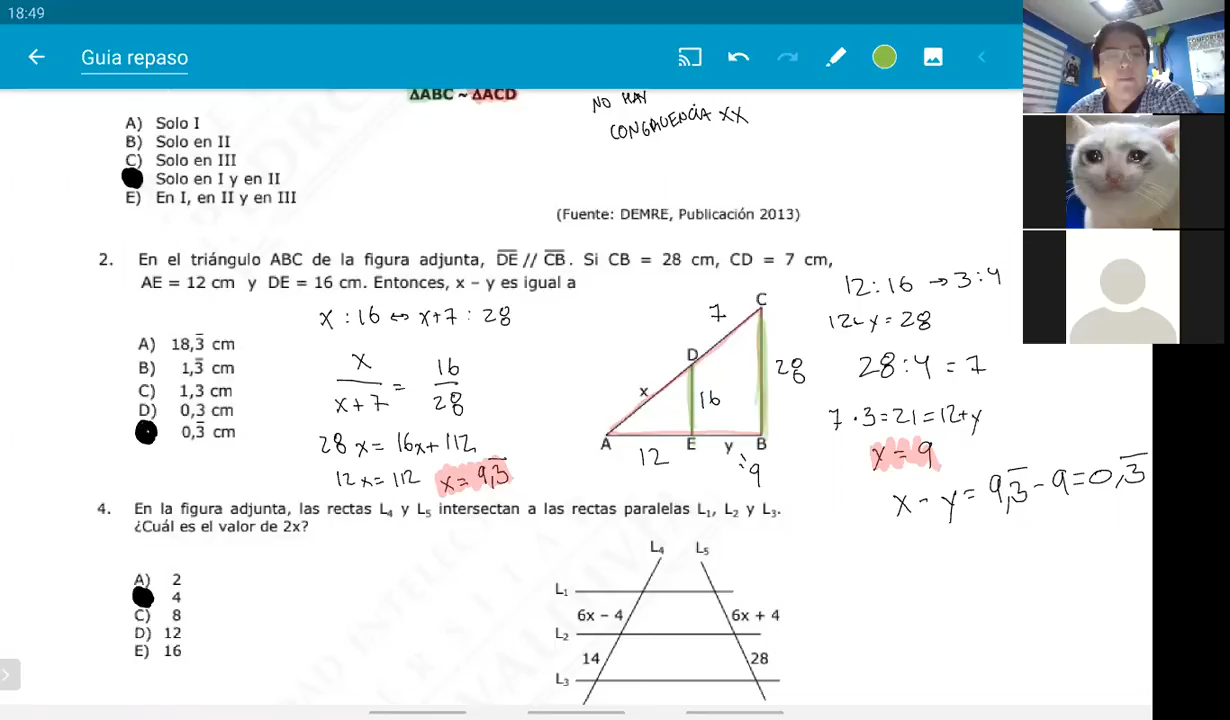 18:49
Guia repaso
ΔABC ~ ΔACD
NO HAY
CONGRUENCIA XX
A) Solo I
B) Solo en II
C) Solo en III
Solo en I y en II
E) En I, en II y en III
(Fuente: DEMRE, Publicación 2013)
2. En el triángulo ABC de la figura adjunta, D̅E̅ // C̅B̅. Si CB = 28 cm, CD = 7 cm,
AE = 12 cm y DE = 16 cm. Entonces, x – y es igual a
A) 18,3̅ cm
B) 1,3̅ cm
C) 1,3 cm
D) 0,3 cm
0,3̅ cm
x : 16 ↔ x+7 : 28
x/(x+7) = 16/28
28x = 16x + 112
12x = 112 x = 9,3̅
C
7
D
28
x
16
A E y B
12 9
12 : 16 → 3 : 4
12+y = 28
28 : 4 = 7
7 · 3 = 21 = 12+y
x = 9
x - y = 9,3̅ - 9 = 0,3̅
4. En la figura adjunta, las rectas L₄ y L₅ intersectan a las rectas paralelas L₁, L₂ y L₃.
¿Cuál es el valor de 2x?
A) 2
4
C) 8
D) 12
E) 16
L₄ L₅
L₁
6x – 4 6x + 4
L₂
14 28
L₃